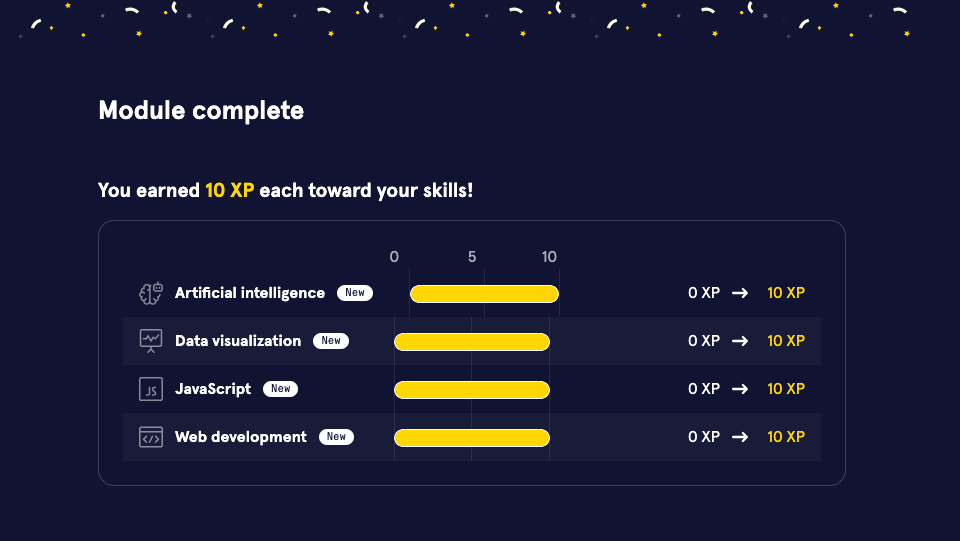 Module complete
You earned 10 XP each toward your skills!
0 5 10
Artificial intelligence New 0 XP → 10 XP
Data visualization New 0 XP → 10 XP
JS JavaScript New 0 XP → 10 XP
Web development New 0 XP → 10 XP